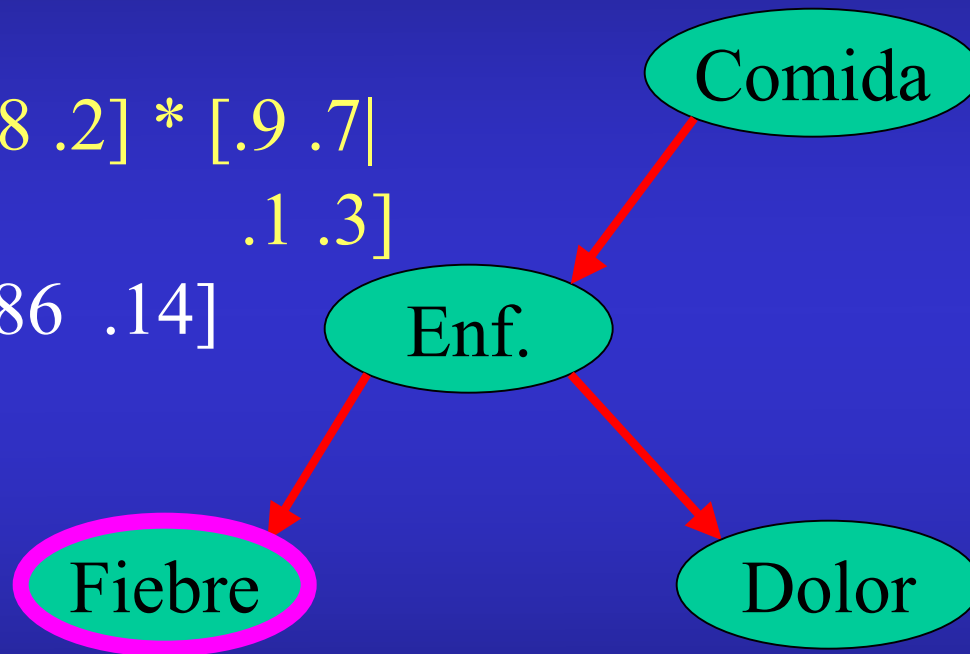 Comida
8 .2] * [.9 .7|
.1 .3]
86 .14]
Enf.
Fiebre
Dolor